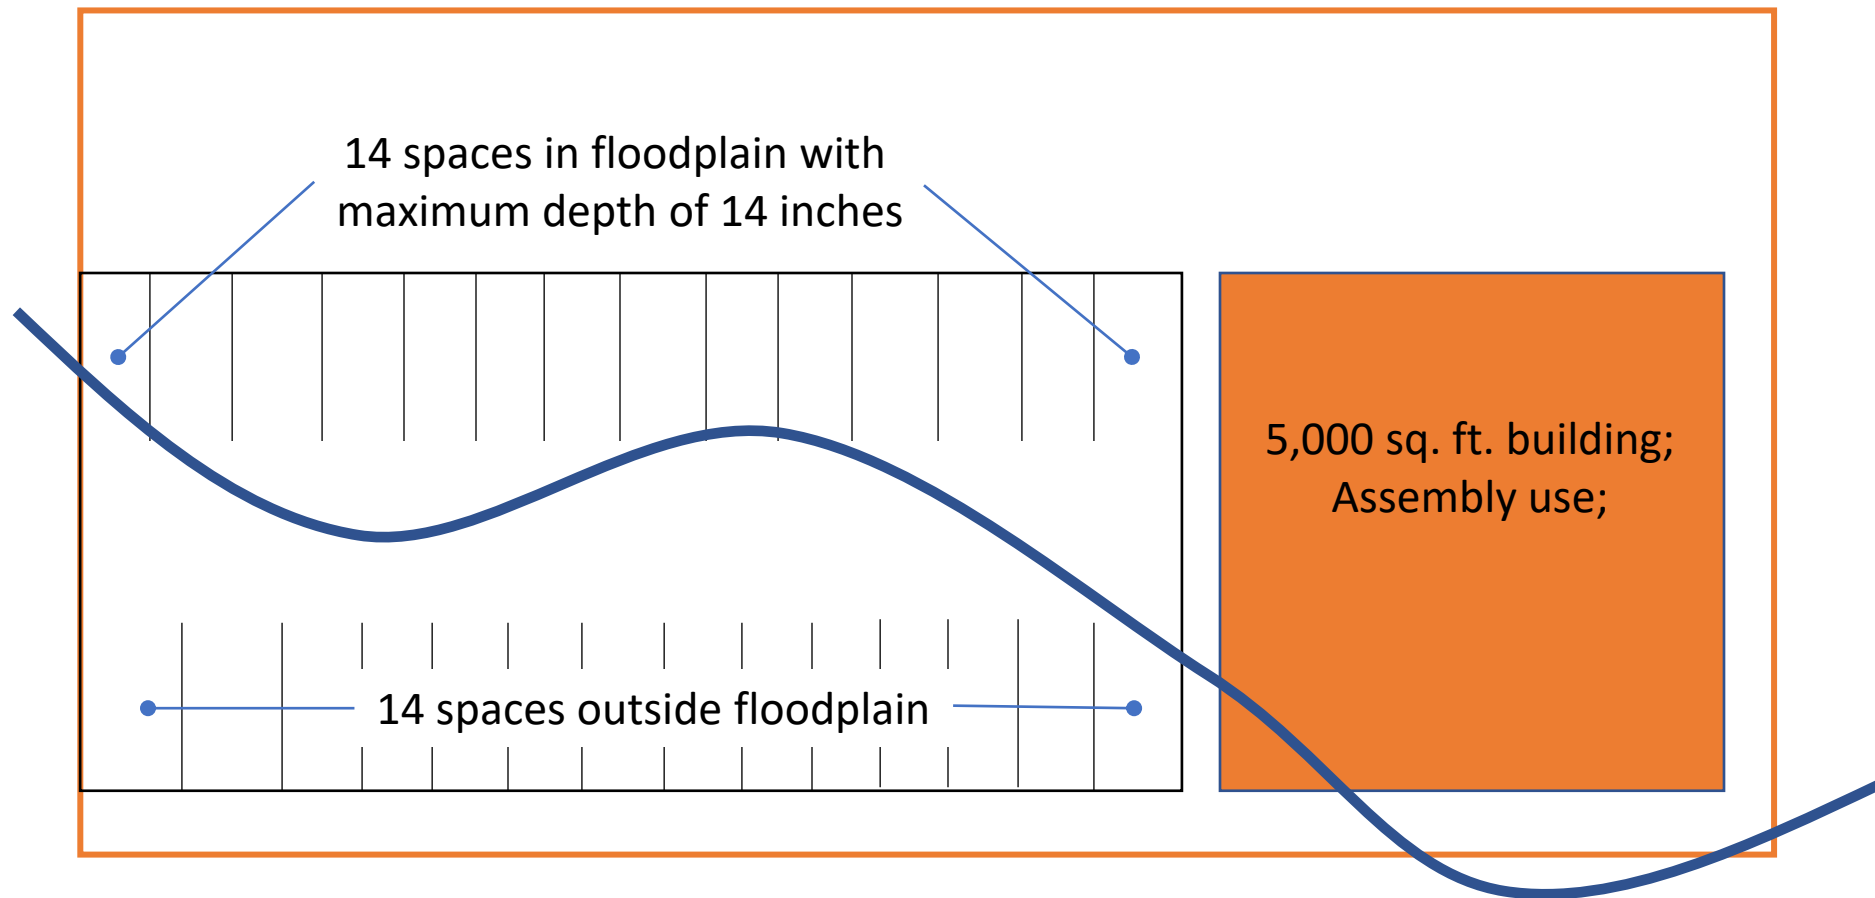 14 spaces in floodplain with
maximum depth of 14 inches
5,000 sq. ft. building;
Assembly use;
14 spaces outside floodplain